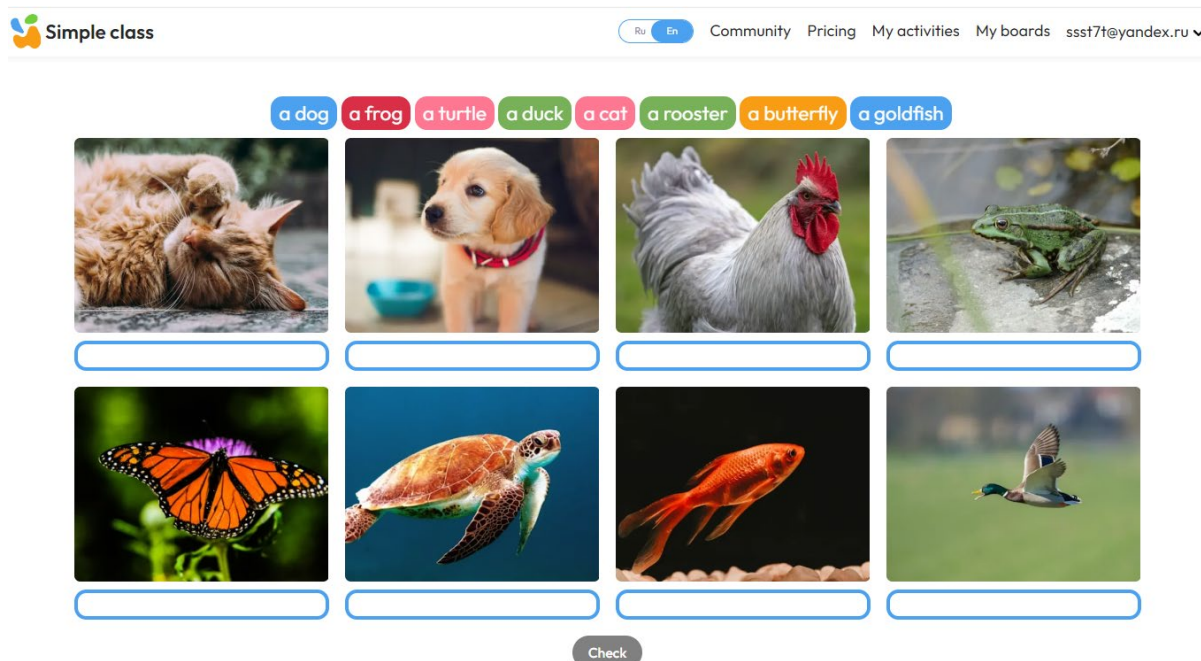 Simple class
Ru En Community Pricing My activities My boards ssst7t@yandex.ru
a dog a frog a turtle a duck a cat a rooster a butterfly a goldfish
Check